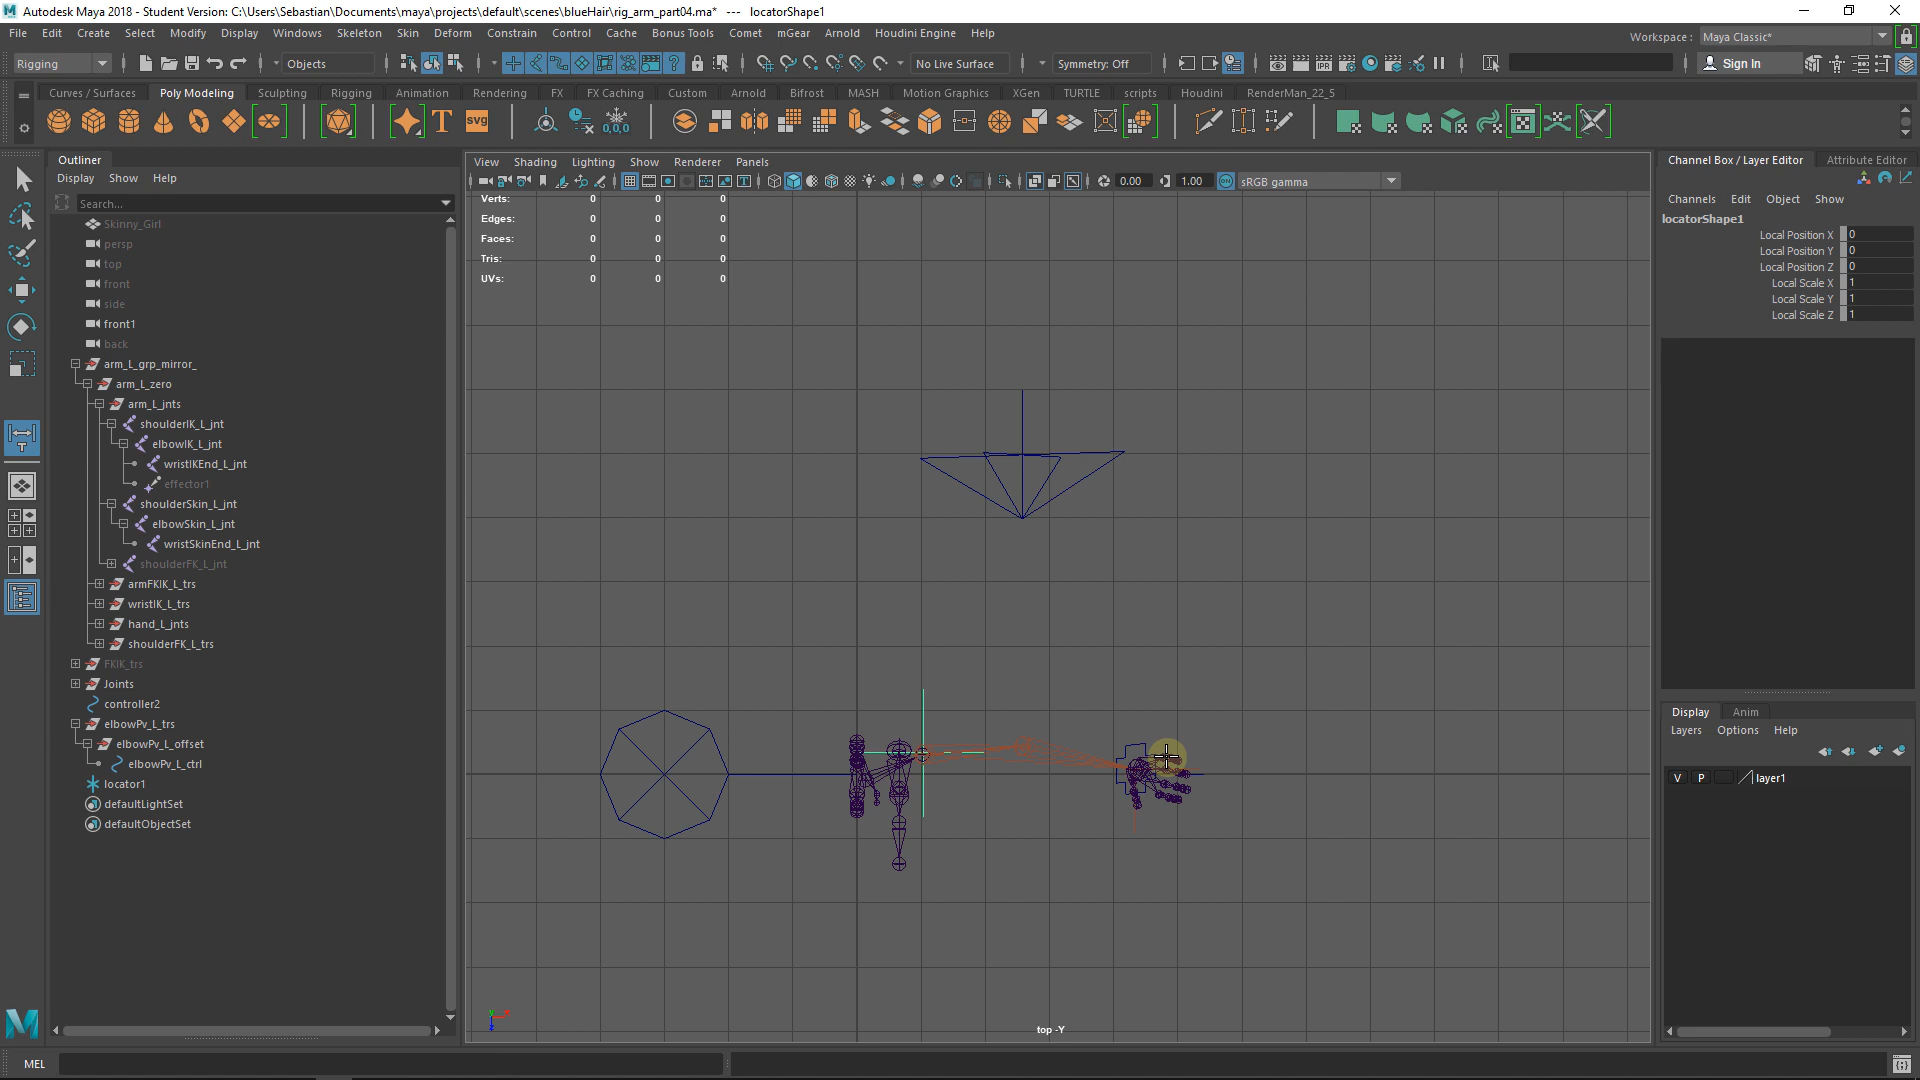 Autodesk Maya 2018 - Student Version: C:\Users\Sebastian\Documents\maya\projects\default\scenes\blueHair\rig_arm_part04.ma* --- locatorShape1
File Edit Create Select Modify Display Windows Skeleton Skin Deform Constrain Control Cache Bonus Tools Comet mGear Arnold Houdini Engine Help
Workspace : Maya Classic*
Rigging Objects No Live Surface Symmetry: Off Sign In
Curves / Surfaces Poly Modeling Sculpting Rigging Animation Rendering FX FX Caching Custom Arnold Bifrost MASH Motion Graphics XGen TURTLE scripts Houdini RenderMan_22_5
T svg 0,0,0
Outliner
Display Show Help
Search...
Skinny_Girl
persp
top
front
side
front1
back
arm_L_grp_mirror_
arm_L_zero
arm_L_jnts
shoulderIK_L_jnt
elbowIK_L_jnt
wristIKEnd_L_jnt
effector1
shoulderSkin_L_jnt
elbowSkin_L_jnt
wristSkinEnd_L_jnt
shoulderFK_L_jnt
armFKIK_L_trs
wristIK_L_trs
hand_L_jnts
shoulderFK_L_trs
FKIK_trs
Joints
controller2
elbowPv_L_trs
elbowPv_L_offset
elbowPv_L_ctrl
locator1
defaultLightSet
defaultObjectSet
View Shading Lighting Show Renderer Panels
0.00 1.00 ON sRGB gamma
Verts: 0 0 0
Edges: 0 0 0
Faces: 0 0 0
Tris: 0 0 0
UVs: 0 0 0
top -Y
Channel Box / Layer Editor Attribute Editor
Channels Edit Object Show
locatorShape1
Local Position X 0
Local Position Y 0
Local Position Z 0
Local Scale X 1
Local Scale Y 1
Local Scale Z 1
Display Anim
Layers Options Help
V P layer1
MEL